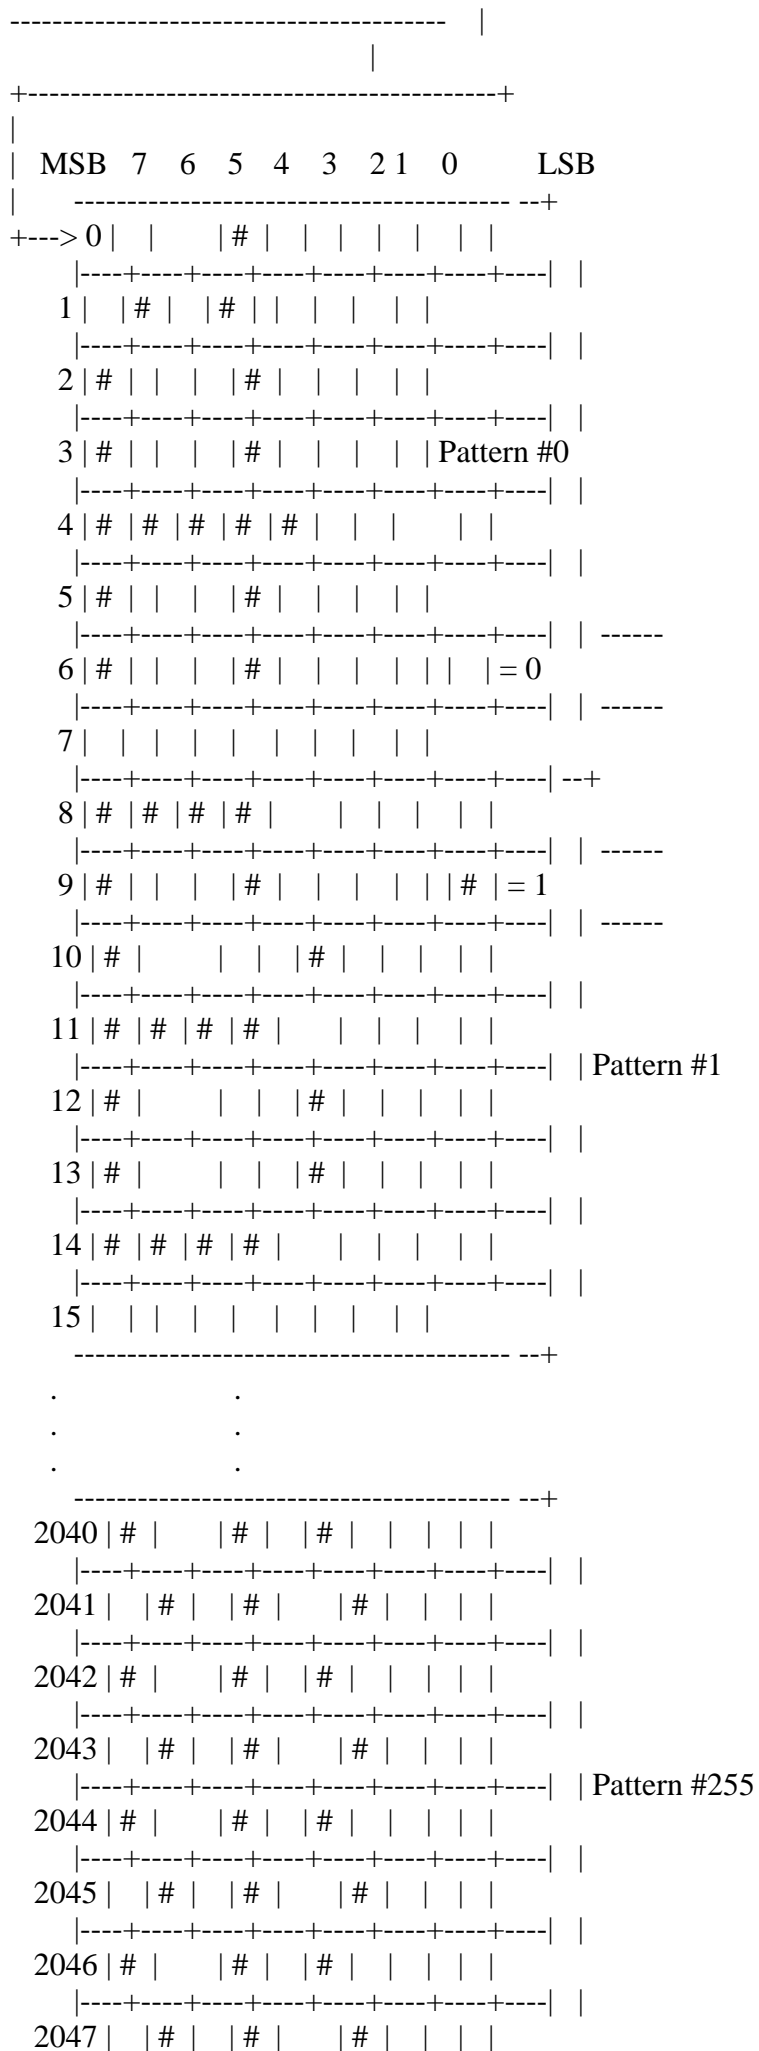 -----------------------------------------    |
                                  |
+--------------------------------------------+
|
|    MSB   7    6    5    4    3    2 1    0        LSB
|      ----------------------------------------- --+
+---> 0 |    |        | # |    |    |    |    |    |    |
      |----+----+----+----+----+----+----+----|   |
     1 |    | # |    | # | |    |    |    | |
      |----+----+----+----+----+----+----+----|   |
     2 | # |  |    |    | # |    |    |    |  |
      |----+----+----+----+----+----+----+----|   |
     3 | # |  |    |    | # |    |    |    |  | Pattern #0
      |----+----+----+----+----+----+----+----|   |
     4 | # | # | # | # | # |    |    |        |   |
      |----+----+----+----+----+----+----+----|   |
     5 | # |  |    |    | # |    |    |    |  |
      |----+----+----+----+----+----+----+----|   |  ------
     6 | # |  |    |    | # |    |    |    |  | |   | = 0
      |----+----+----+----+----+----+----+----|   |  ------
     7 |    |   |   |    |    |    |    |   |  |
      |----+----+----+----+----+----+----+----| --+
     8 | # | # | # | # |        |    |    |    |   |
      |----+----+----+----+----+----+----+----|   |  ------
     9 | # |  |    |    | # |    |    |    |  | | # | = 1
      |----+----+----+----+----+----+----+----|   |  ------
    10 | # |        |    |    | # |    |    |    |   |
      |----+----+----+----+----+----+----+----|   |
    11 | # | # | # | # |        |    |    |    |   |
      |----+----+----+----+----+----+----+----|   | Pattern #1
    12 | # |        |    |    | # |    |    |    |   |
      |----+----+----+----+----+----+----+----|   |
    13 | # |        |    |    | # |    |    |    |   |
      |----+----+----+----+----+----+----+----|   |
    14 | # | # | # | # |        |    |    |    |   |
      |----+----+----+----+----+----+----+----|   |
    15 |    |  |    |    |    |    |    |   |  |
      ----------------------------------------- --+
    .                 .
    .                 .
    .                 .
      ----------------------------------------- --+
  2040 | # |        | # |    | # |    |    |    |   |   |
      |----+----+----+----+----+----+----+----|   |
  2041 |    | # |    | # |        | # |    |    |   |
      |----+----+----+----+----+----+----+----|   |
  2042 | # |        | # |    | # |    |    |    |   |   |
      |----+----+----+----+----+----+----+----|   |
  2043 |    | # |    | # |        | # |    |    |   |
      |----+----+----+----+----+----+----+----|   | Pattern #255
  2044 | # |        | # |    | # |    |    |    |   |   |
      |----+----+----+----+----+----+----+----|   |
  2045 |    | # |    | # |        | # |    |    |   |
      |----+----+----+----+----+----+----+----|   |
  2046 | # |        | # |    | # |    |    |    |   |   |
      |----+----+----+----+----+----+----+----|   |
  2047 |    | # |    | # |        | # |    |    |   |